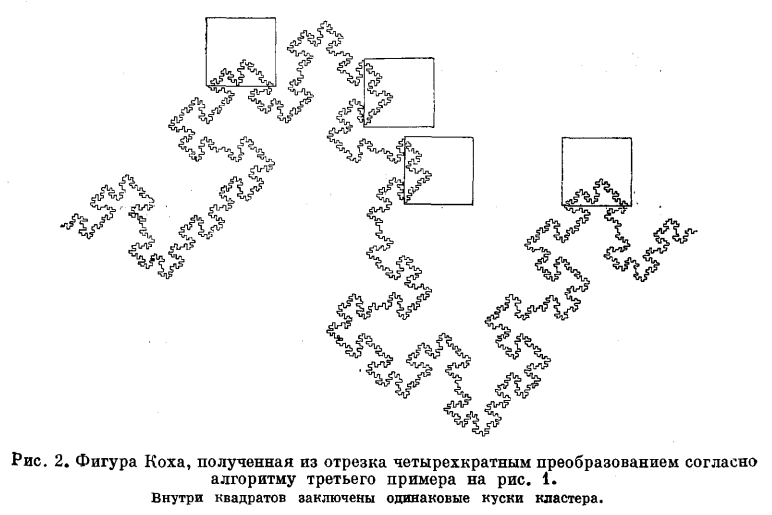 Рис. 2. Фигура Коха, полученная из отрезка четырехкратным преобразованием согласно
алгоритму третьего примера на рис. 1.
Внутри квадратов заключены одинаковые куски кластера.